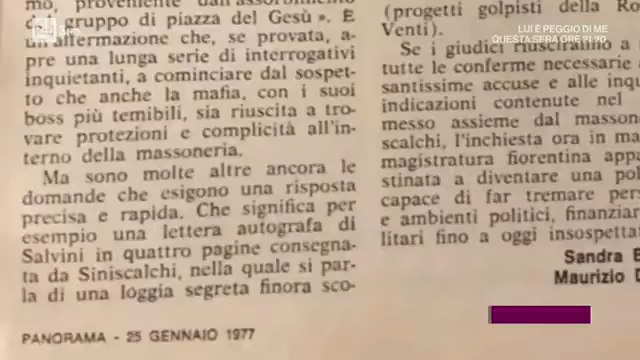 mo, proveniente dall'assorbimento
del gruppo di piazza del Gesù ». È
un'affermazione che, se provata, a-
pre una lunga serie di interrogativi
inquietanti, a cominciare dal sospet-
to che anche la mafia, con i suoi
boss più temibili, sia riuscita a tro-
vare protezioni e complicità all'in-
terno della massoneria.
Ma sono molte altre ancora le
domande che esigono una risposta
precisa e rapida. Che significa per
esempio una lettera autografa di
Salvini in quattro pagine consegna-
ta da Siniscalchi, nella quale si par-
la di una loggia segreta finora sco-
PANORAMA - 25 GENNAIO 1977
(progetti golpisti della Ro
Venti).
Se i giudici riusciranno a
tutte le conferme necessarie a
santissime accuse e alle inqu
indicazioni contenute nel
messo assieme dal masson
scalchi, l'inchiesta ora in ma
magistratura fiorentina appa
stinata a diventare una pol
capace di far tremare pers
e ambienti politici, finanziar
litari fino a oggi insospettat
Sandra B
Maurizio D
LUI È PEGGIO DI ME
QUESTA SERA ORE 21.20
Rai